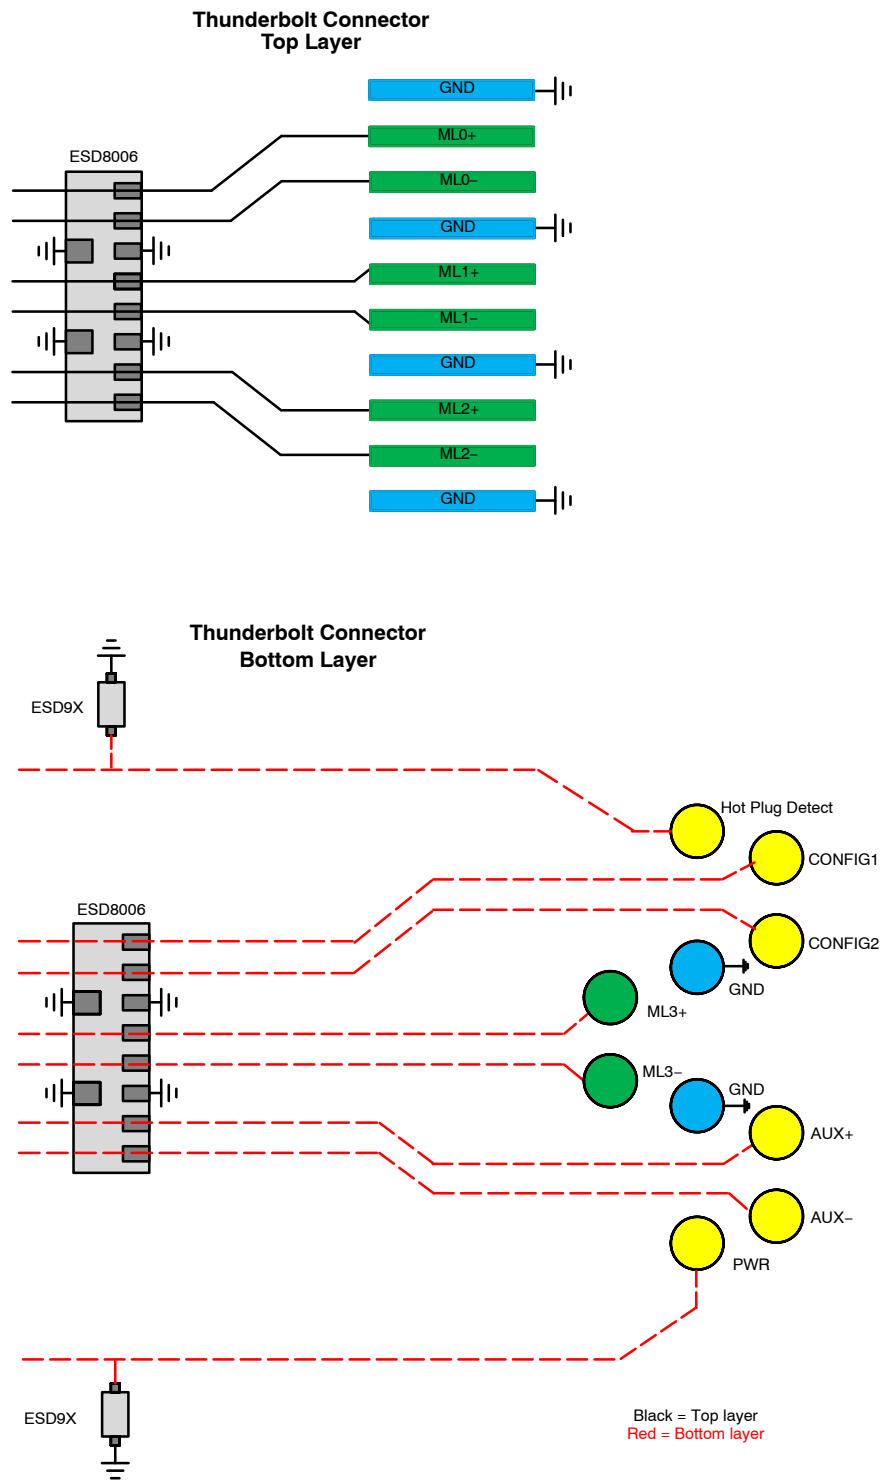 Thunderbolt Connector
Top Layer
GND
ML0+
ESD8006
ML0−
GND
ML1+
ML1−
GND
ML2+
ML2−
GND
Thunderbolt Connector
Bottom Layer
ESD9X
Hot Plug Detect
CONFIG1
ESD8006
CONFIG2
GND
ML3+
ML3−
GND
AUX+
AUX−
PWR
ESD9X
Black = Top layer
Red = Bottom layer